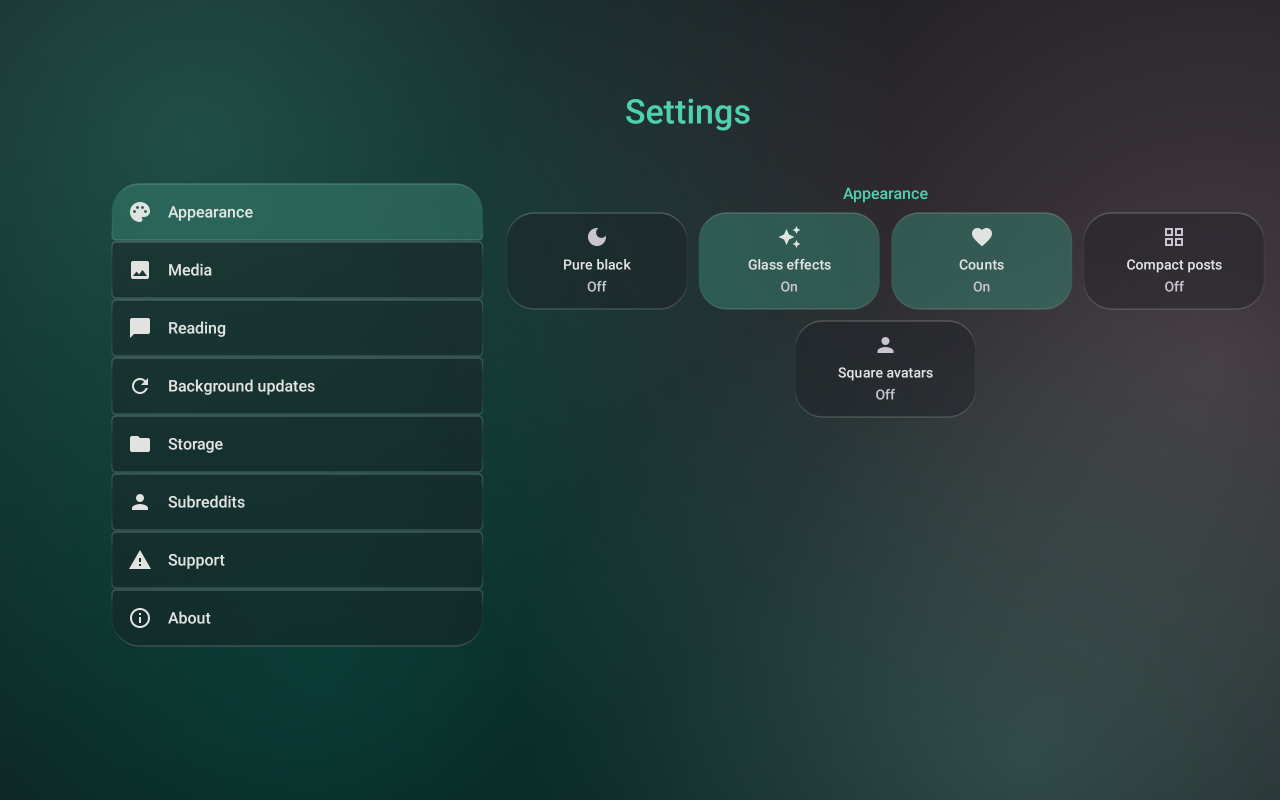 Settings
Appearance
Media
Reading
Background updates
Storage
Subreddits
Support
About
Appearance
Pure black
Off
Glass effects
On
Counts
On
Compact posts
Off
Square avatars
Off